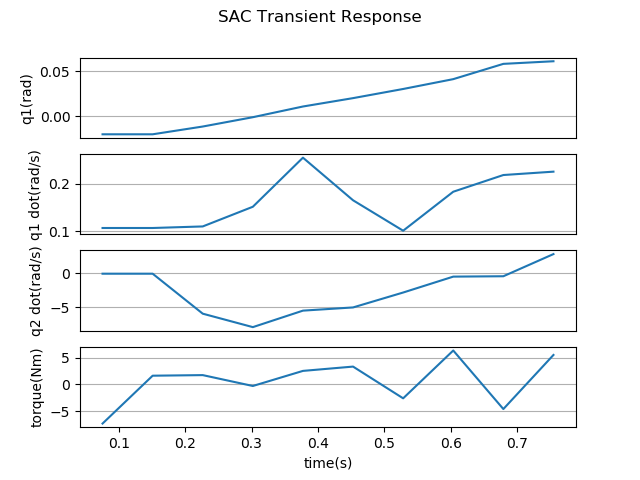 SAC Transient Response
q1(rad)
0.05
0.00
q1 dot(rad/s)
0.2
0.1
q2 dot(rad/s)
0
−5
torque(Nm)
5
0
−5
0.1 0.2 0.3 0.4 0.5 0.6 0.7
time(s)